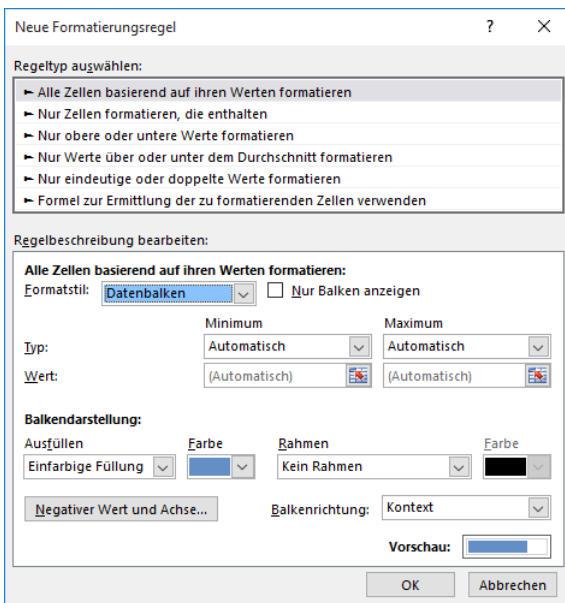 Neue Formatierungsregel ? ×
Regeltyp auswählen:
► Alle Zellen basierend auf ihren Werten formatieren
► Nur Zellen formatieren, die enthalten
► Nur obere oder untere Werte formatieren
► Nur Werte über oder unter dem Durchschnitt formatieren
► Nur eindeutige oder doppelte Werte formatieren
► Formel zur Ermittlung der zu formatierenden Zellen verwenden
Regelbeschreibung bearbeiten:
Alle Zellen basierend auf ihren Werten formatieren:
Formatstil: Datenbalken Nur Balken anzeigen
Minimum Maximum
Typ: Automatisch Automatisch
Wert: (Automatisch) (Automatisch)
Balkendarstellung:
Ausfüllen Farbe Rahmen Farbe
Einfarbige Füllung Kein Rahmen
Negativer Wert und Achse... Balkenrichtung: Kontext
Vorschau:
OK Abbrechen